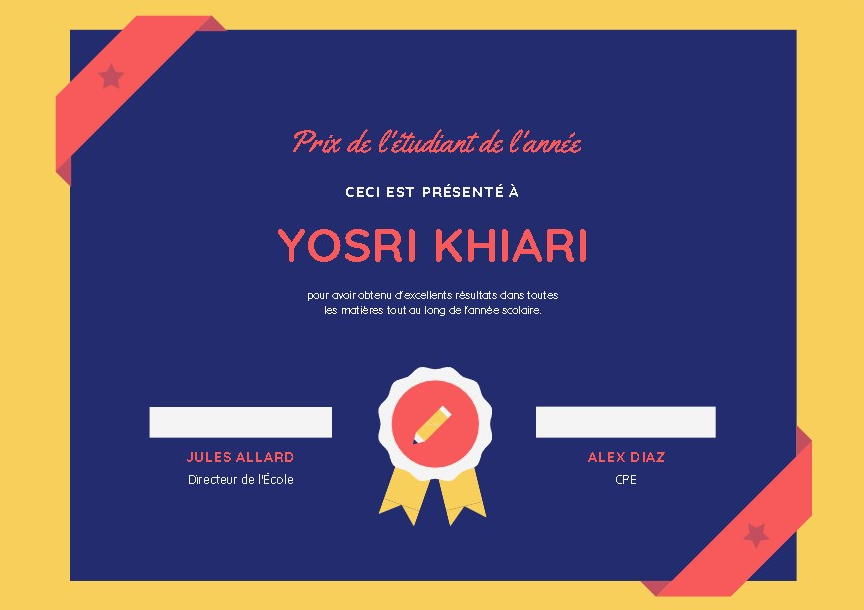 Prix de l'étudiant de l'année
CECI EST PRÉSENTÉ À
YOSRI KHIARI
pour avoir obtenu d'excellents résultats dans toutes
les matières tout au long de l'année scolaire.
JULES ALLARD
Directeur de l'École
ALEX DIAZ
CPE